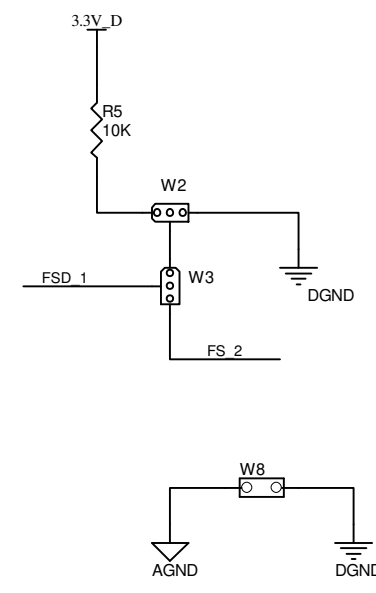 3.3V_D
R5
10K
W2
W3
FSD_1
DGND
FS_2
W8
AGND
DGND